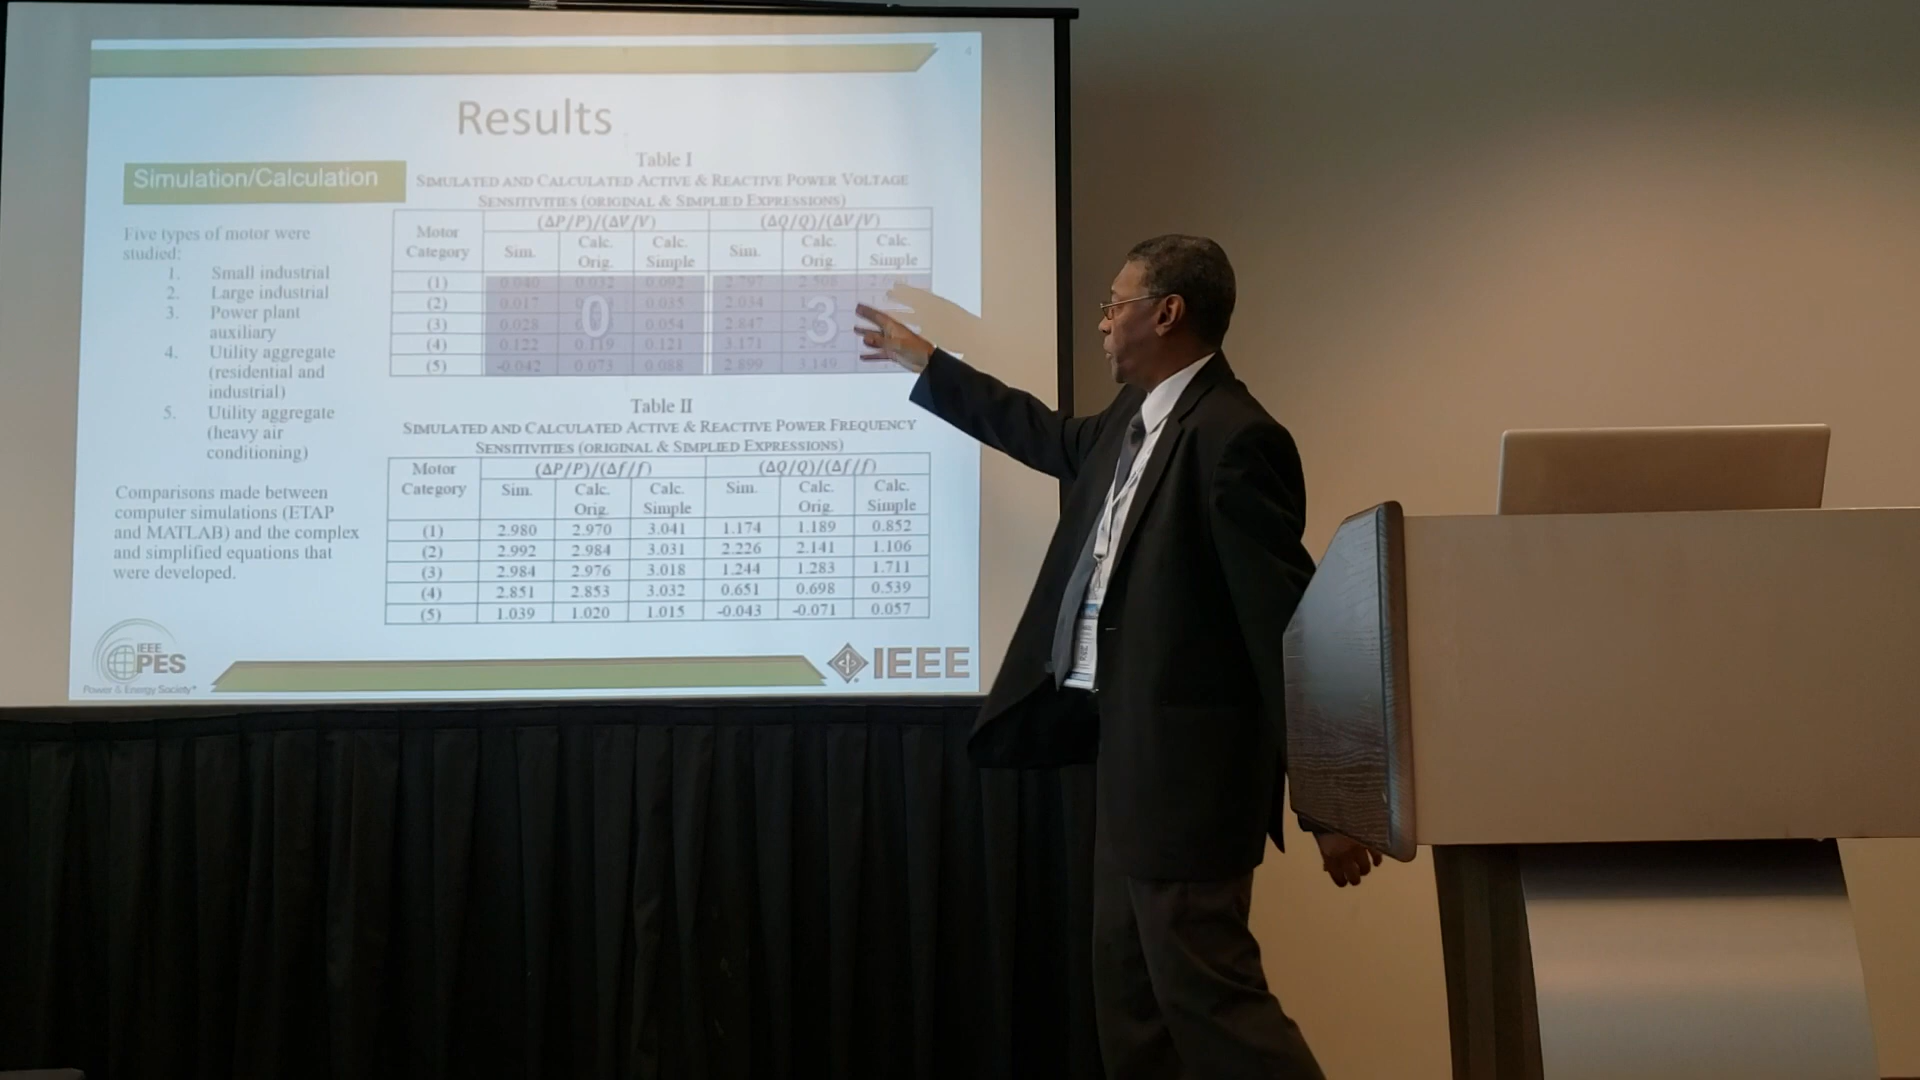 4
Results
Simulation/Calculation
Five types of motor were
studied:
1. Small industrial
2. Large industrial
3. Power plant
auxiliary
4. Utility aggregate
(residential and
industrial)
5. Utility aggregate
(heavy air
conditioning)
Comparisons made between
computer simulations (ETAP
and MATLAB) and the complex
and simplified equations that
were developed.
Table I
SIMULATED AND CALCULATED ACTIVE & REACTIVE POWER VOLTAGE
SENSITIVITIES (ORIGINAL & SIMPLIED EXPRESSIONS)
Motor Category (ΔP/P)/(ΔV/V) (ΔQ/Q)/(ΔV/V)
Sim. Calc. Orig. Calc. Simple Sim. Calc. Orig. Calc. Simple
(1) 0.040 0.032 0.092 2.797 2.508
(2) 0.017 0.035 2.034
(3) 0.028 0.054 2.847
(4) 0.122 0.119 0.121 3.171
(5) -0.042 0.073 0.088 2.899 3.149
0 3
Table II
SIMULATED AND CALCULATED ACTIVE & REACTIVE POWER FREQUENCY
SENSITIVITIES (ORIGINAL & SIMPLIED EXPRESSIONS)
Motor Category (ΔP/P)/(Δf/f) (ΔQ/Q)/(Δf/f)
Sim. Calc. Orig. Calc. Simple Sim. Calc. Orig. Calc. Simple
(1) 2.980 2.970 3.041 1.174 1.189 0.852
(2) 2.992 2.984 3.031 2.226 2.141 1.106
(3) 2.984 2.976 3.018 1.244 1.283 1.711
(4) 2.851 2.853 3.032 0.651 0.698 0.539
(5) 1.039 1.020 1.015 -0.043 -0.071 0.057
IEEE
PES
Power & Energy Society*
IEEE